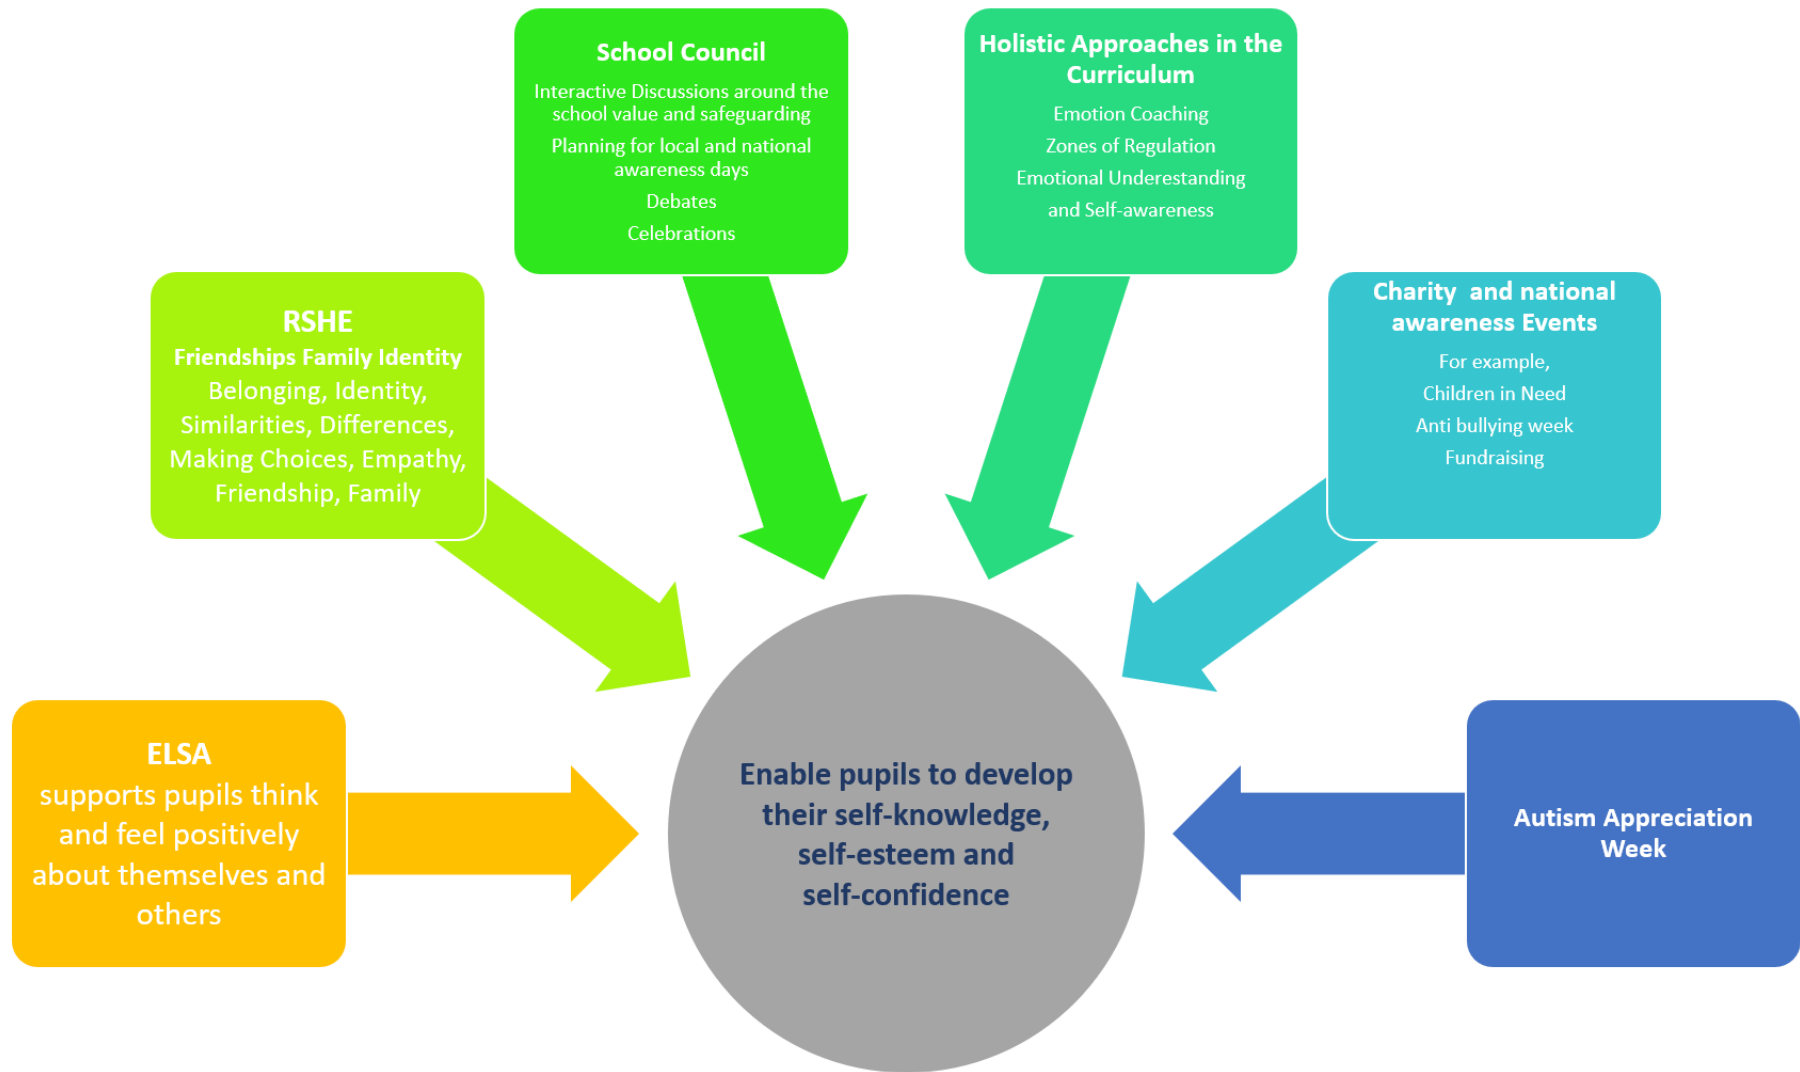 School Council
Interactive Discussions around the
school value and safeguarding
Planning for local and national
awareness days
Debates
Celebrations
Holistic Approaches in the
Curriculum
Emotion Coaching
Zones of Regulation
Emotional Underestanding
and Self-awareness
RSHE
Friendships Family Identity
Belonging, Identity,
Similarities, Differences,
Making Choices, Empathy,
Friendship, Family
Charity and national
awareness Events
For example,
Children in Need
Anti bullying week
Fundraising
ELSA
supports pupils think
and feel positively
about themselves and
others
Enable pupils to develop
their self-knowledge,
self-esteem and
self-confidence
Autism Appreciation
Week